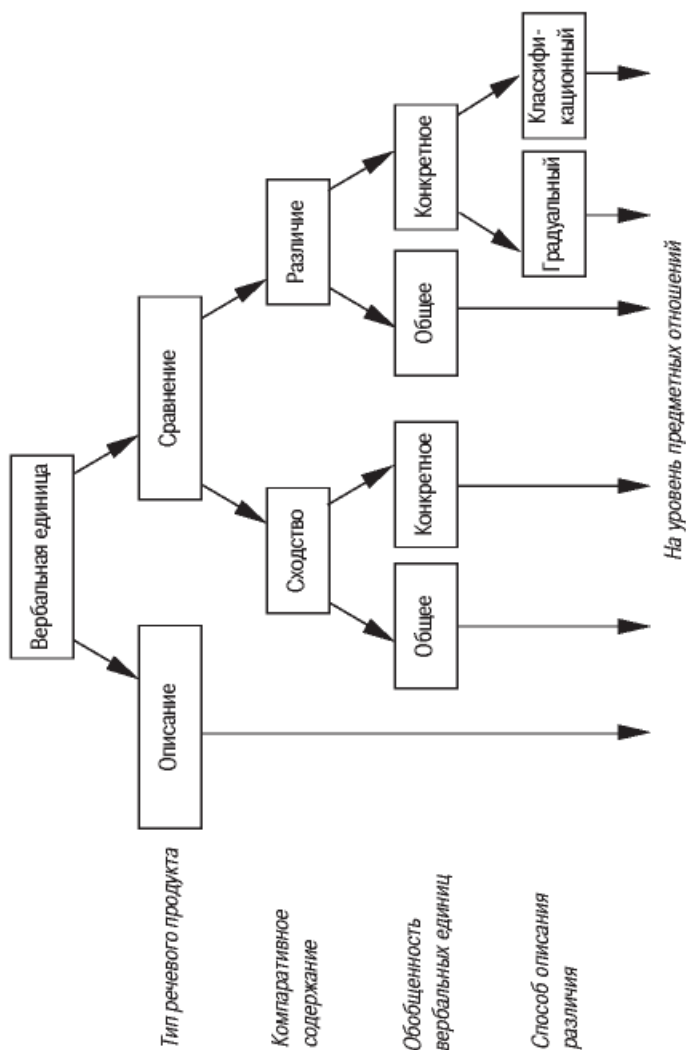 Вербальная единица
Тип речевого продукта
Описание
Сравнение
Компаративное
содержание
Сходство
Различие
Обобщенность
вербальных единиц
Общее
Конкретное
Общее
Конкретное
Способ описания
различия
Градуальный
Классифи-
кационный
На уровень предметных отношений